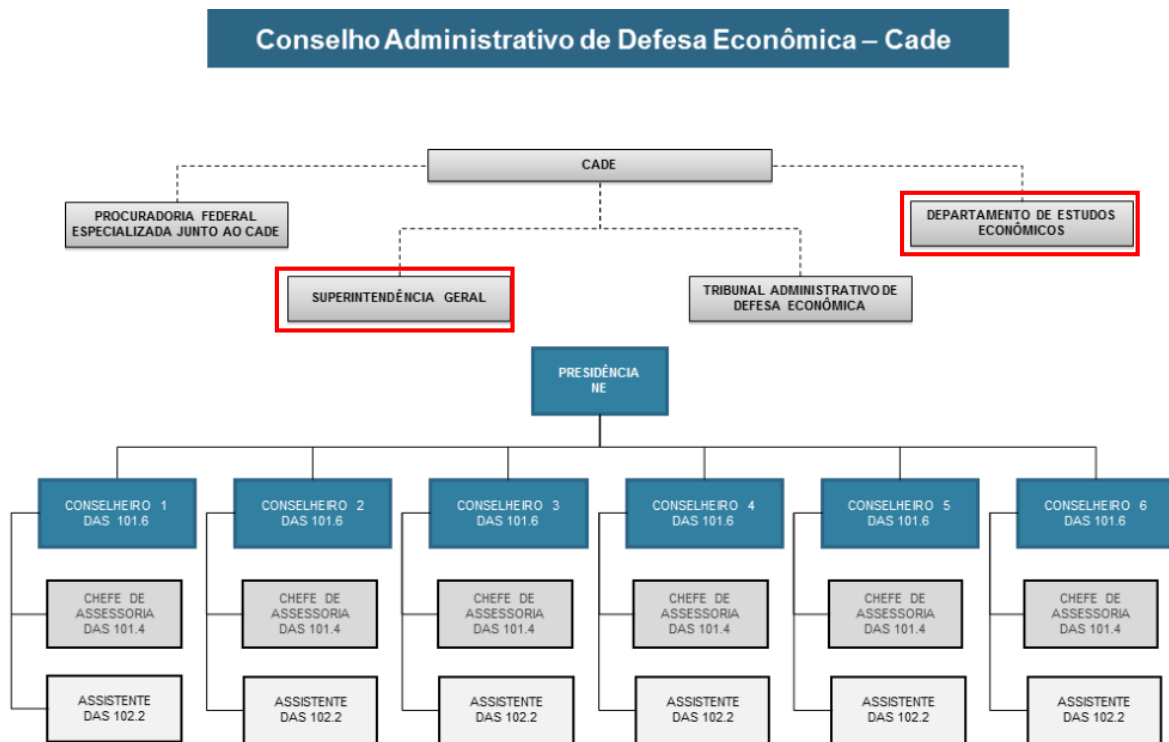 Conselho Administrativo de Defesa Econômica – Cade
CADE
PROCURADORIA FEDERAL
ESPECIALIZADA JUNTO AO CADE
DEPARTAMENTO DE ESTUDOS
ECONÔMICOS
SUPERINTENDÊNCIA GERAL
TRIBUNAL ADMINISTRATIVO DE
DEFESA ECONÔMICA
PRESIDÊNCIA
NE
CONSELHEIRO 1
DAS 101.6
CONSELHEIRO 2
DAS 101.6
CONSELHEIRO 3
DAS 101.6
CONSELHEIRO 4
DAS 101.6
CONSELHEIRO 5
DAS 101.6
CONSELHEIRO 6
DAS 101.6
CHEFE DE
ASSESSORIA
DAS 101.4
CHEFE DE
ASSESSORIA
DAS 101.4
CHEFE DE
ASSESSORIA
DAS 101.4
CHEFE DE
ASSESSORIA
DAS 101.4
CHEFE DE
ASSESSORIA
DAS 101.4
CHEFE DE
ASSESSORIA
DAS 101.4
ASSISTENTE
DAS 102.2
ASSISTENTE
DAS 102.2
ASSISTENTE
DAS 102.2
ASSISTENTE
DAS 102.2
ASSISTENTE
DAS 102.2
ASSISTENTE
DAS 102.2